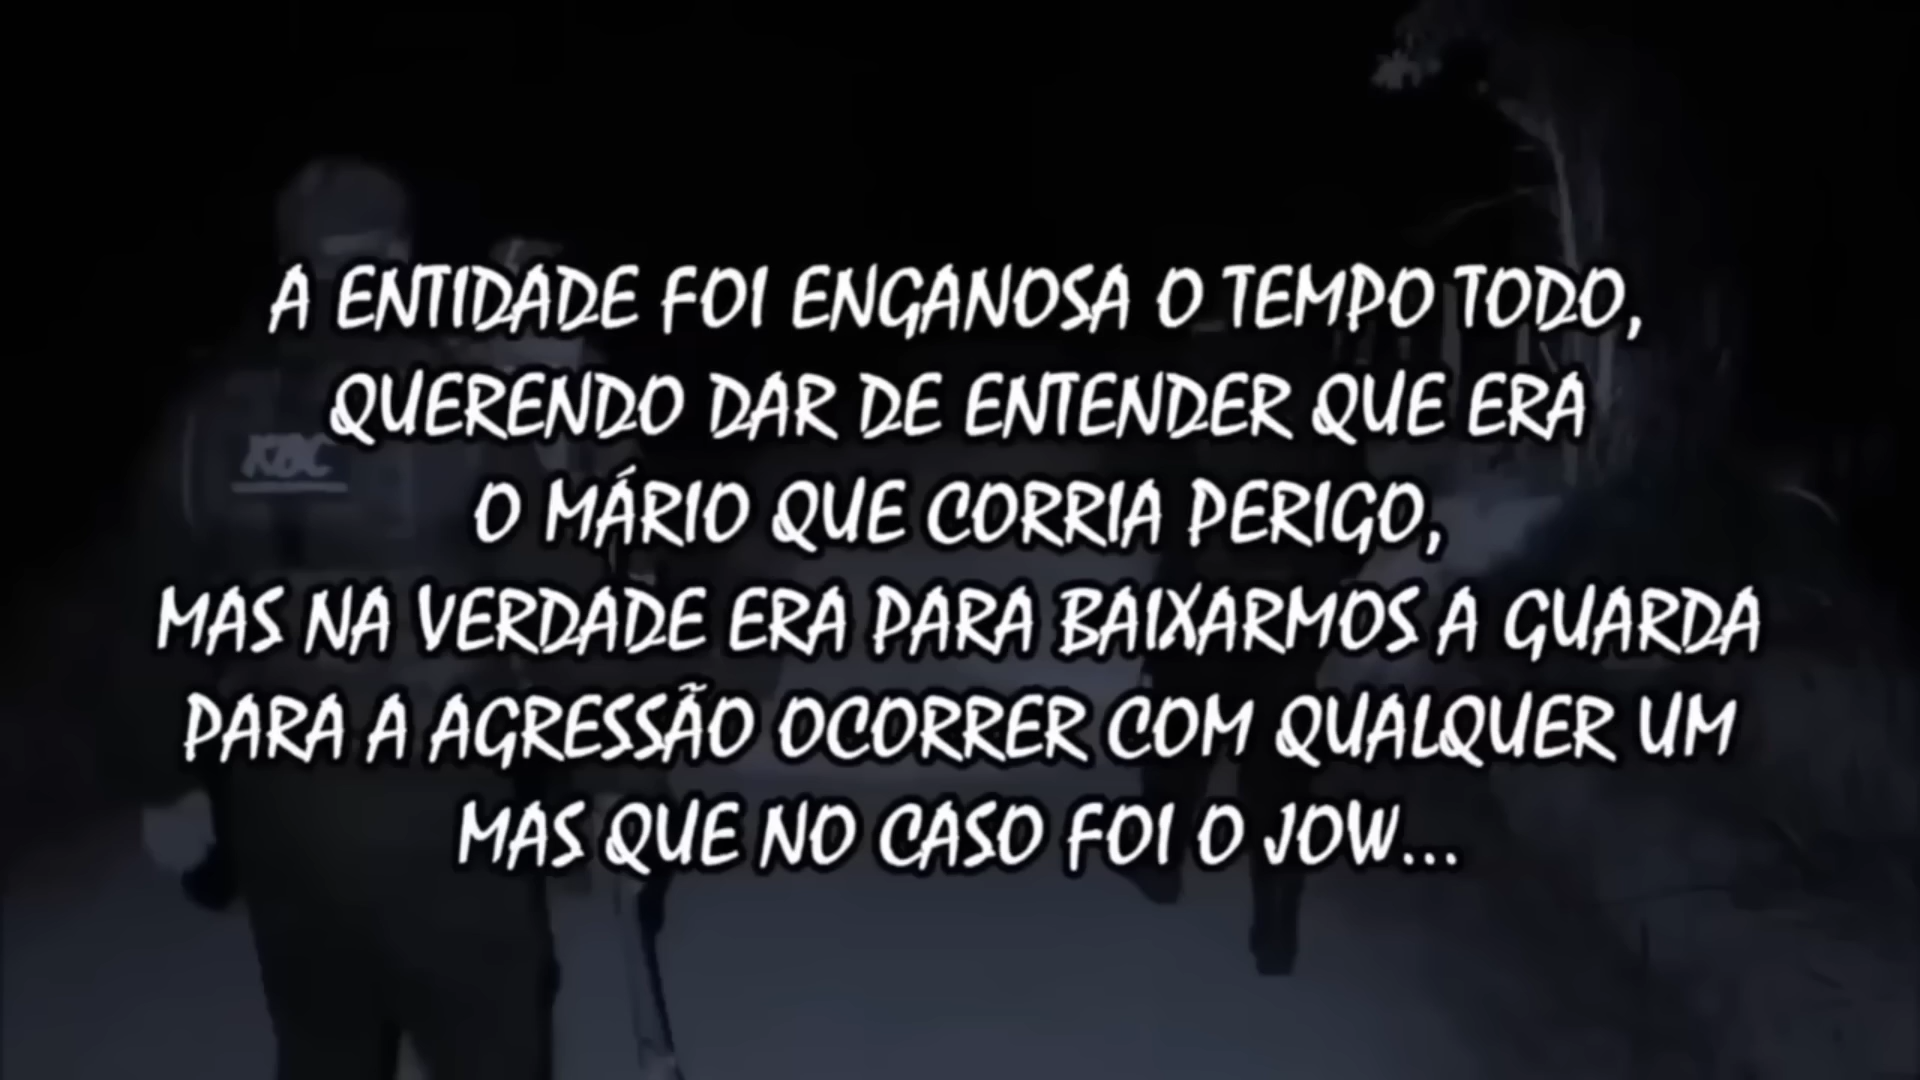 A ENTIDADE FOI ENGANOSA O TEMPO TODO,
QUERENDO DAR DE ENTENDER QUE ERA
O MÁRIO QUE CORRIA PERIGO,
MAS NA VERDADE ERA PARA BAIXARMOS A GUARDA
PARA A AGRESSÃO OCORRER COM QUALQUER UM
MAS QUE NO CASO FOI O JOW...
KBC